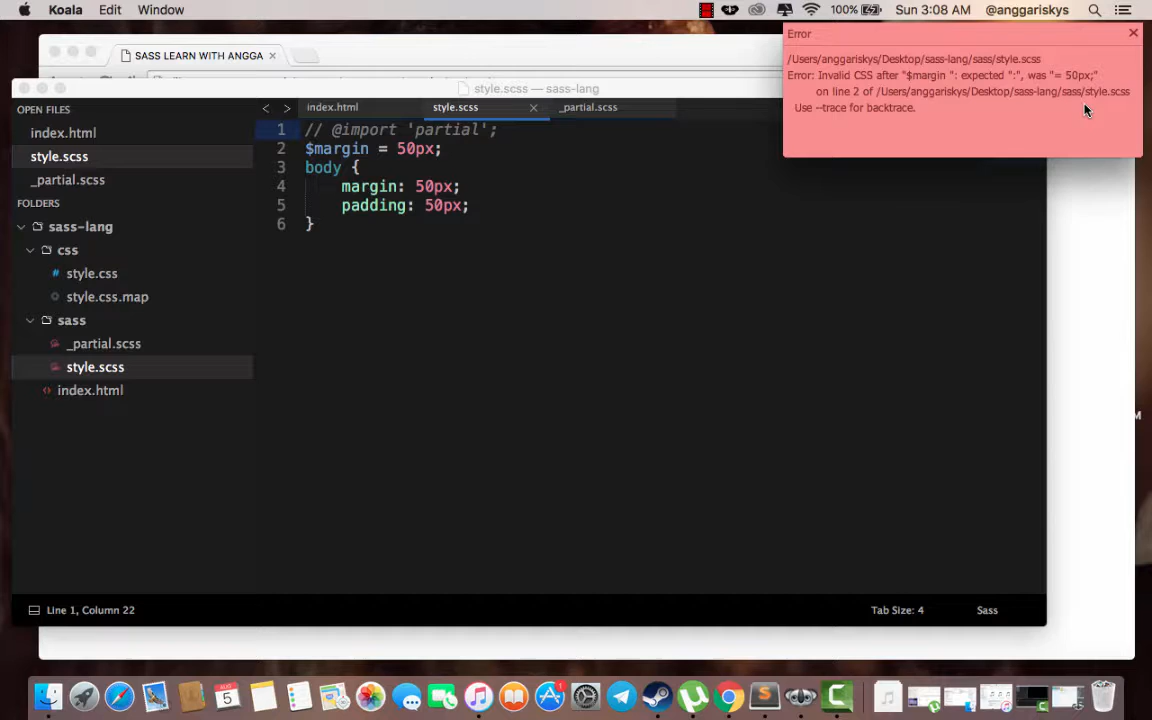 Koala Edit Window
100% Sun 3:08 AM @anggariskys
SASS LEARN WITH ANGGA
style.scss — sass-lang
Error
/Users/anggariskys/Desktop/sass-lang/sass/style.scss
Error: Invalid CSS after "$margin ": expected ":", was "= 50px;"
on line 2 of /Users/anggariskys/Desktop/sass-lang/sass/style.scss
Use --trace for backtrace.
OPEN FILES
index.html
style.scss
_partial.scss
FOLDERS
sass-lang
css
style.css
style.css.map
sass
_partial.scss
style.scss
index.html
index.html style.scss _partial.scss
1 // @import 'partial';
2 $margin = 50px;
3 body {
4 margin: 50px;
5 padding: 50px;
6 }
Line 1, Column 22 Tab Size: 4 Sass